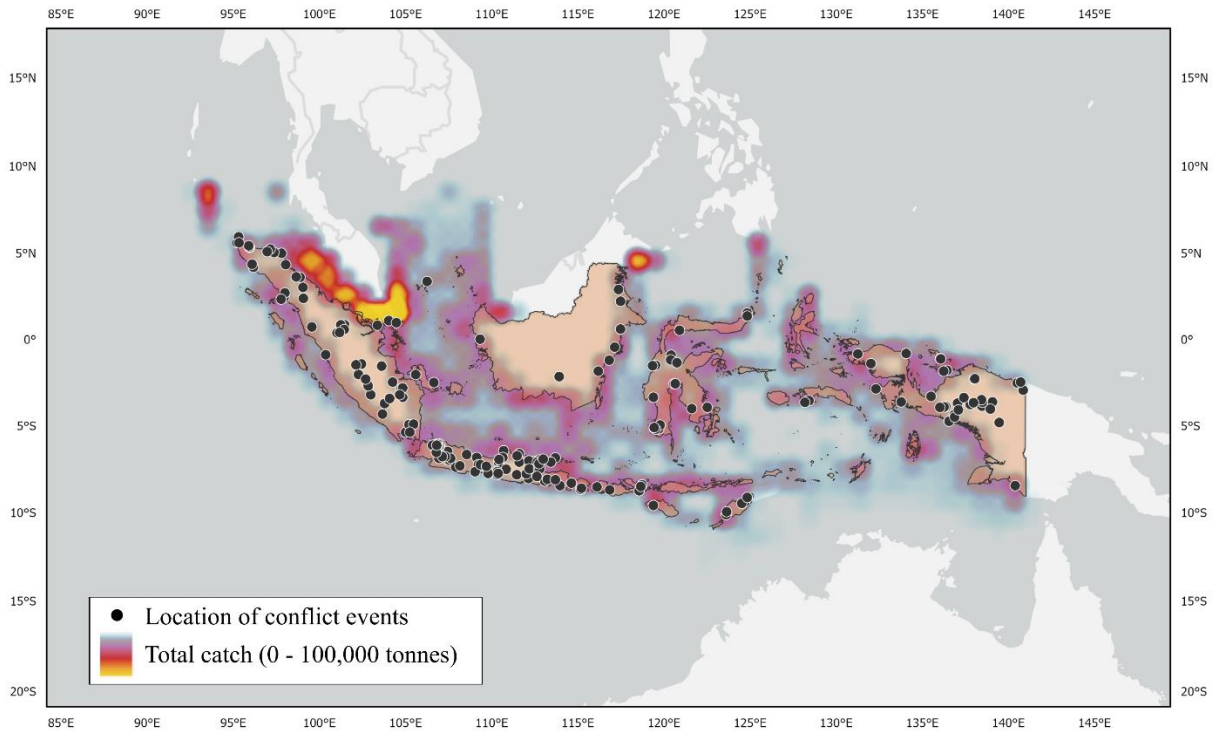 85°E 90°E 95°E 100°E 105°E 110°E 115°E 120°E 125°E 130°E 135°E 140°E 145°E
15°N 15°N
10°N 10°N
5°N 5°N
0° 0°
5°S 5°S
10°S 10°S
15°S 15°S
Location of conflict events
Total catch (0 - 100,000 tonnes)
20°S 20°S
85°E 90°E 95°E 100°E 105°E 110°E 115°E 120°E 125°E 130°E 135°E 140°E 145°E